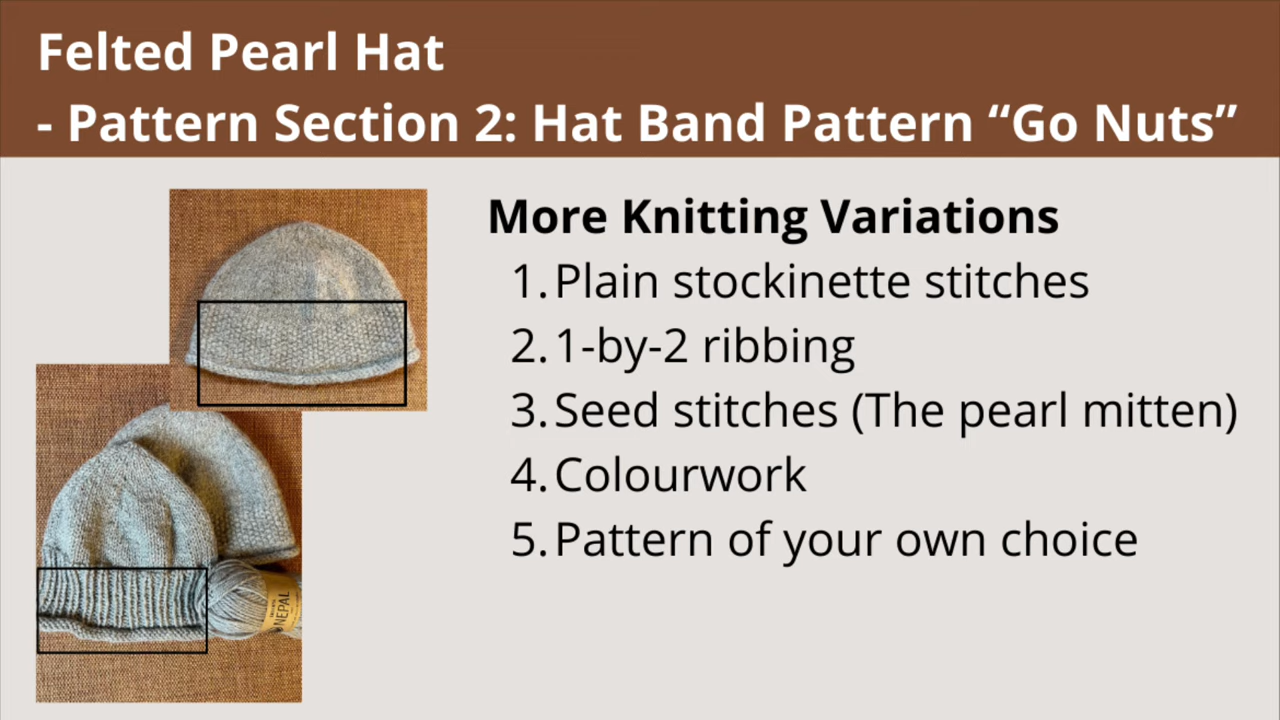 Felted Pearl Hat
- Pattern Section 2: Hat Band Pattern “Go Nuts”
More Knitting Variations
1. Plain stockinette stitches
2. 1-by-2 ribbing
3. Seed stitches (The pearl mitten)
4. Colourwork
5. Pattern of your own choice
NEPAL